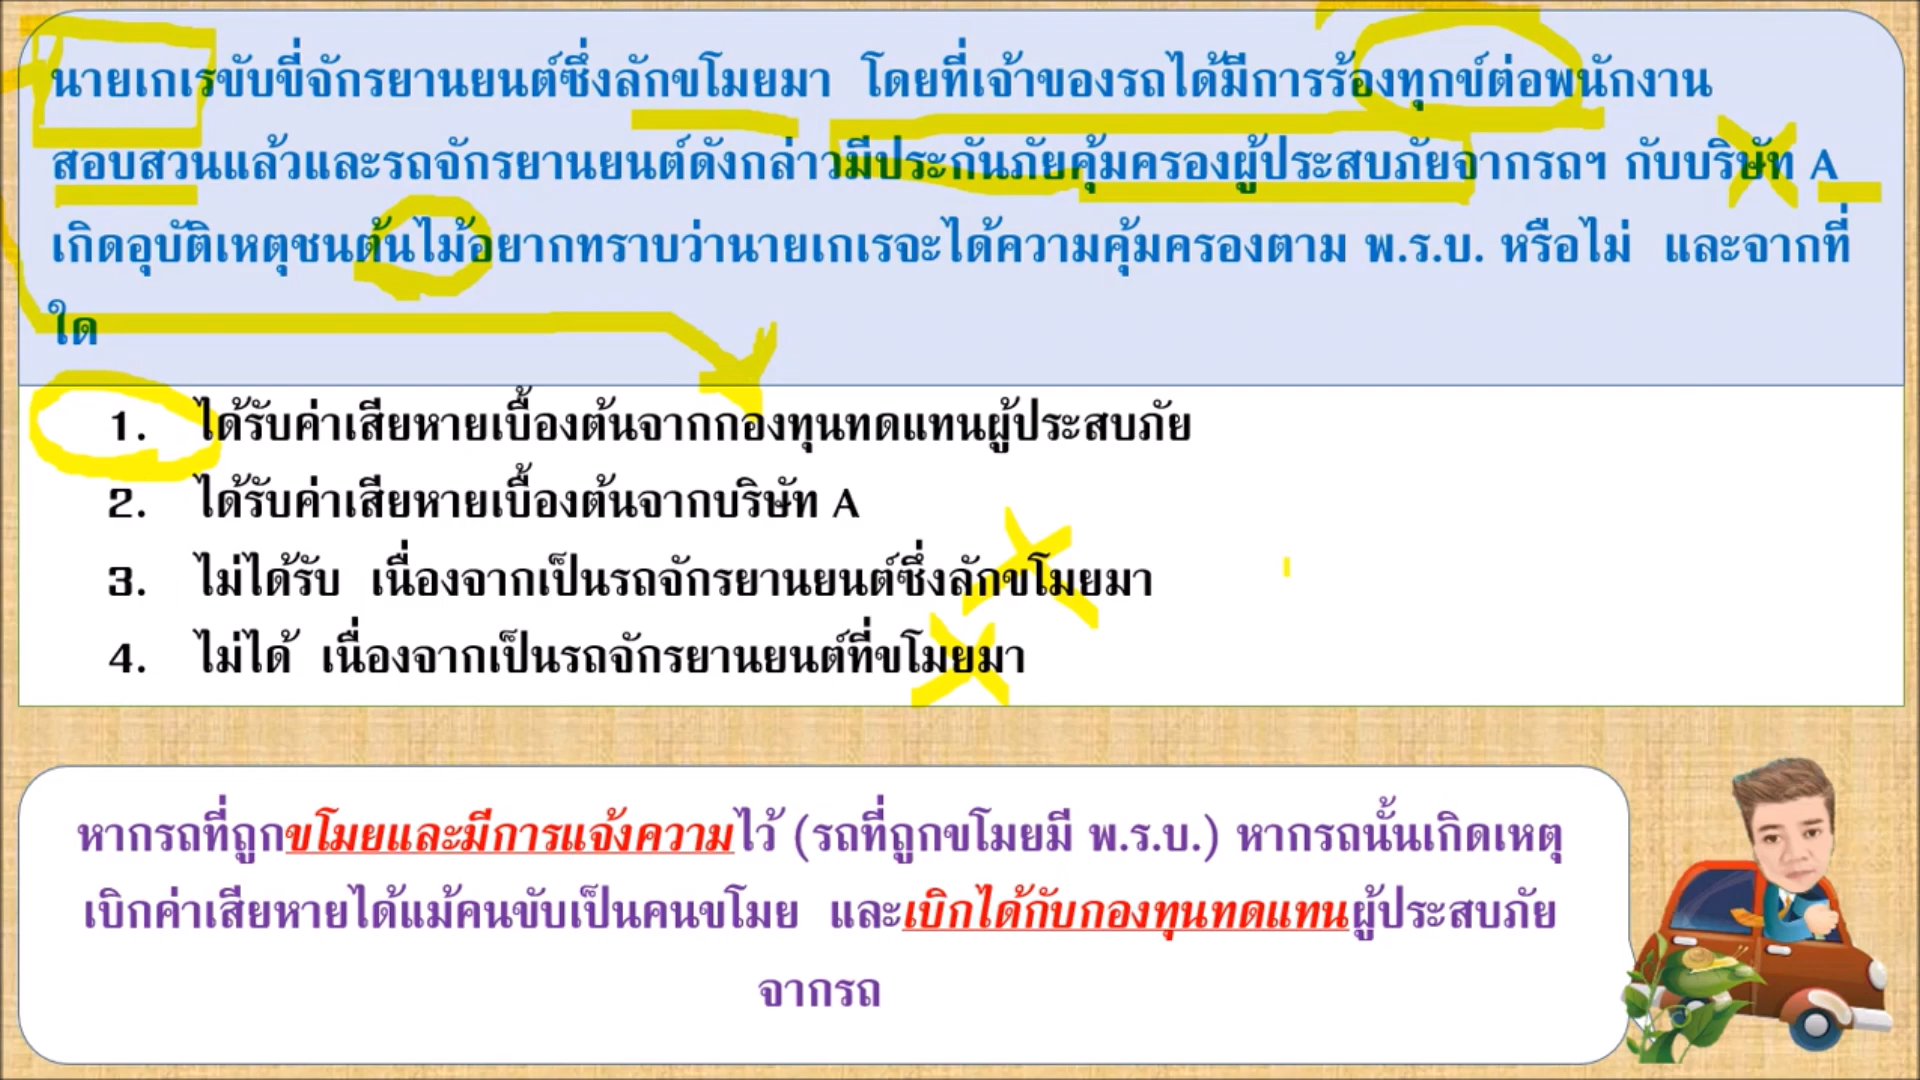 นายเกเรขับขี่จักรยานยนต์ซึ่งลักขโมยมา โดยที่เจ้าของรถได้มีการร้องทุกข์ต่อพนักงาน
สอบสวนแล้วและรถจักรยานยนต์ดังกล่าวมีประกันภัยคุ้มครองผู้ประสบภัยจากรถฯ กับบริษัท A
เกิดอุบัติเหตุชนต้นไม้อยากทราบว่านายเกเรจะได้ความคุ้มครองตาม พ.ร.บ. หรือไม่ และจากที่
ใด
1. ได้รับค่าเสียหายเบื้องต้นจากกองทุนทดแทนผู้ประสบภัย
2. ได้รับค่าเสียหายเบื้องต้นจากบริษัท A
3. ไม่ได้รับ เนื่องจากเป็นรถจักรยานยนต์ซึ่งลักขโมยมา
4. ไม่ได้ เนื่องจากเป็นรถจักรยานยนต์ที่ขโมยมา
หากรถที่ถูกขโมยและมีการแจ้งความไว้ (รถที่ถูกขโมยมี พ.ร.บ.) หากรถนั้นเกิดเหตุ
เบิกค่าเสียหายได้แม้คนขับเป็นคนขโมย และเบิกได้กับกองทุนทดแทนผู้ประสบภัย
จากรถ